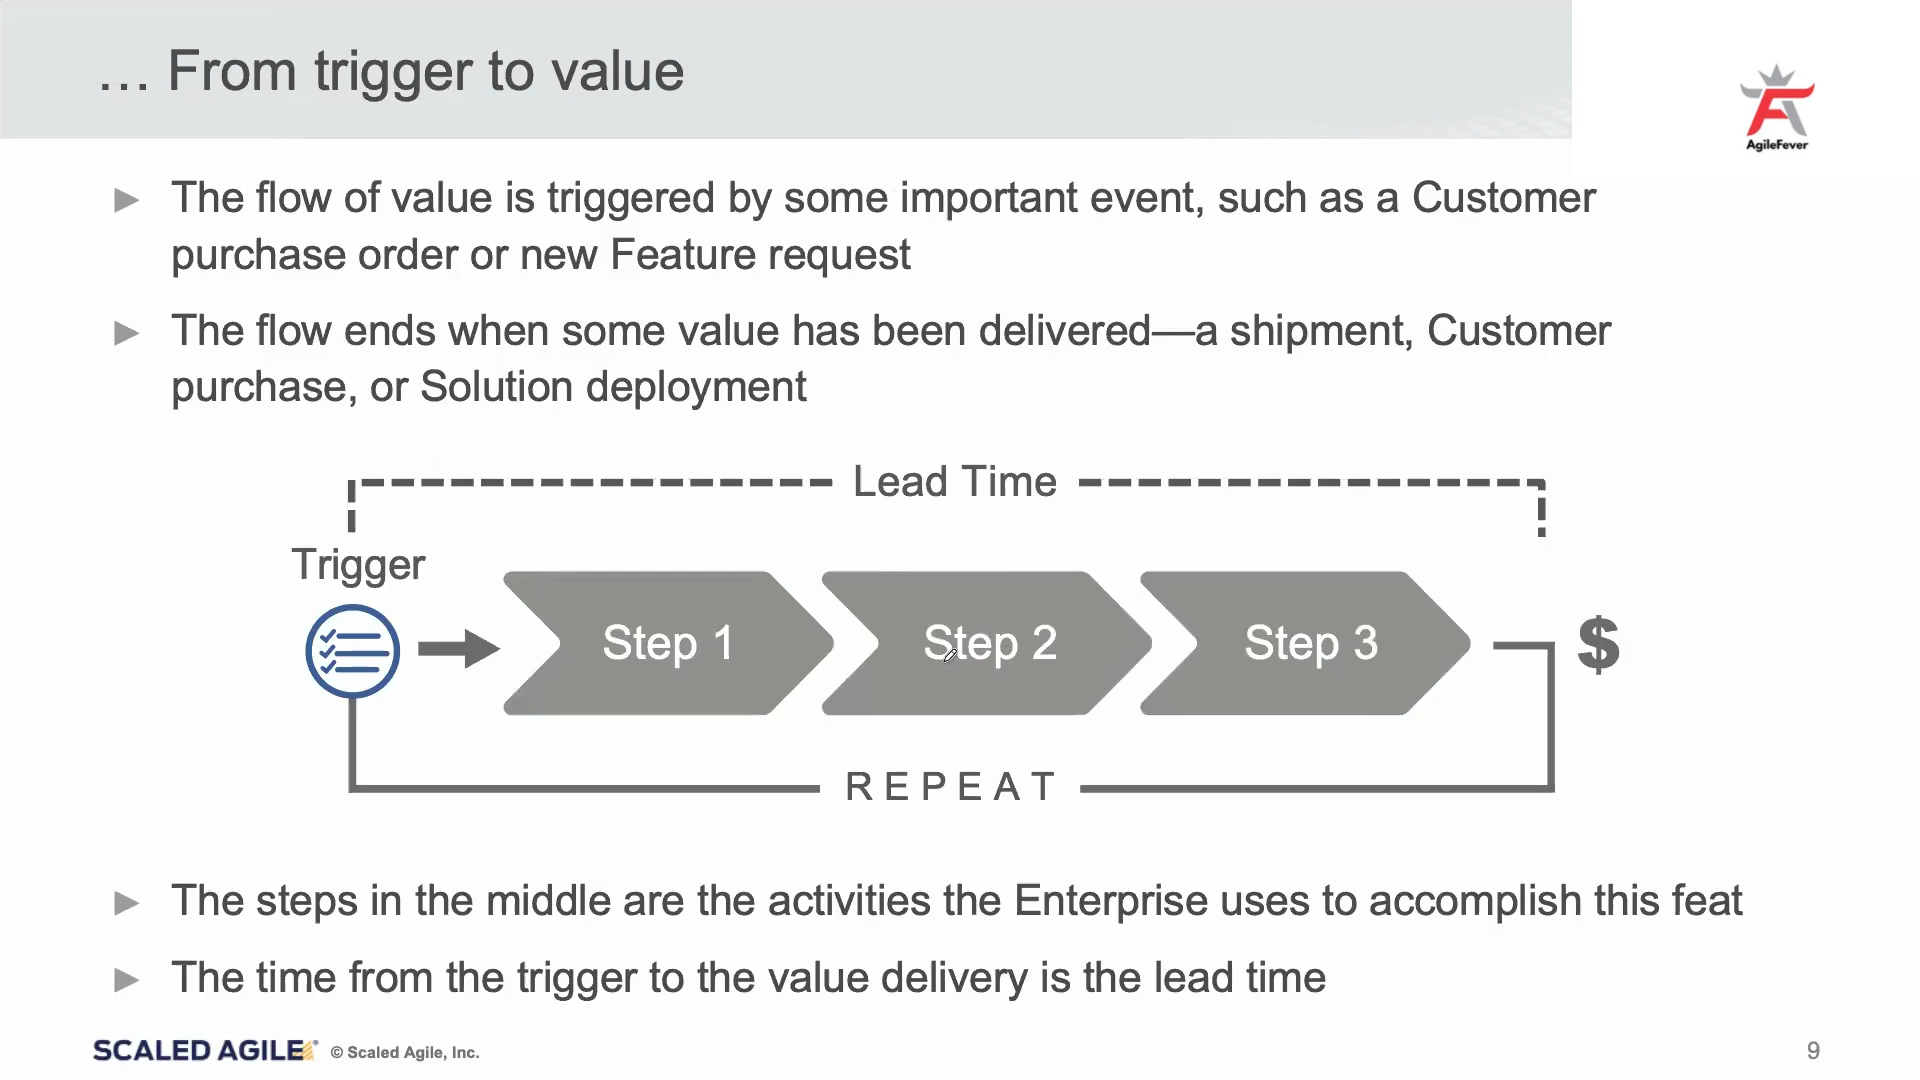 ... From trigger to value
AgileFever
The flow of value is triggered by some important event, such as a Customer
purchase order or new Feature request
The flow ends when some value has been delivered—a shipment, Customer
purchase, or Solution deployment
Lead Time
Trigger
Step 1
Step 2
Step 3
$
REPEAT
The steps in the middle are the activities the Enterprise uses to accomplish this feat
The time from the trigger to the value delivery is the lead time
SCALED AGILE® © Scaled Agile, Inc.
9